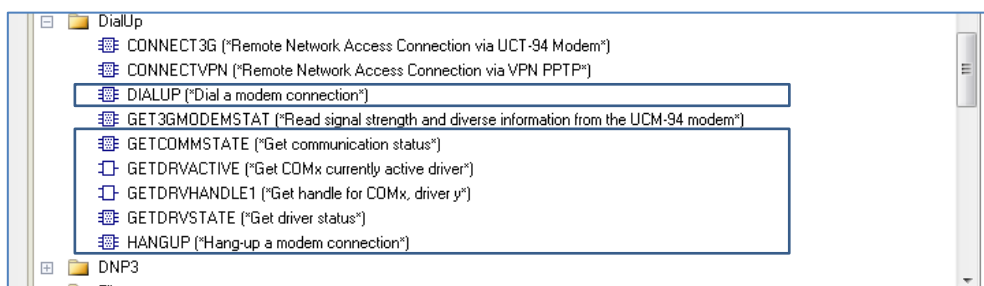 DialUp
CONNECT3G (*Remote Network Access Connection via UCT-94 Modem*)
CONNECTVPN (*Remote Network Access Connection via VPN PPTP*)
DIALUP (*Dial a modem connection*)
GET3GMODEMSTAT (*Read signal strength and diverse information from the UCM-94 modem*)
GETCOMMSTATE (*Get communication status*)
GETDRVACTIVE (*Get COMx currently active driver*)
GETDRVHANDLE1 (*Get handle for COMx, driver y*)
GETDRVSTATE (*Get driver status*)
HANGUP (*Hang-up a modem connection*)
DNP3